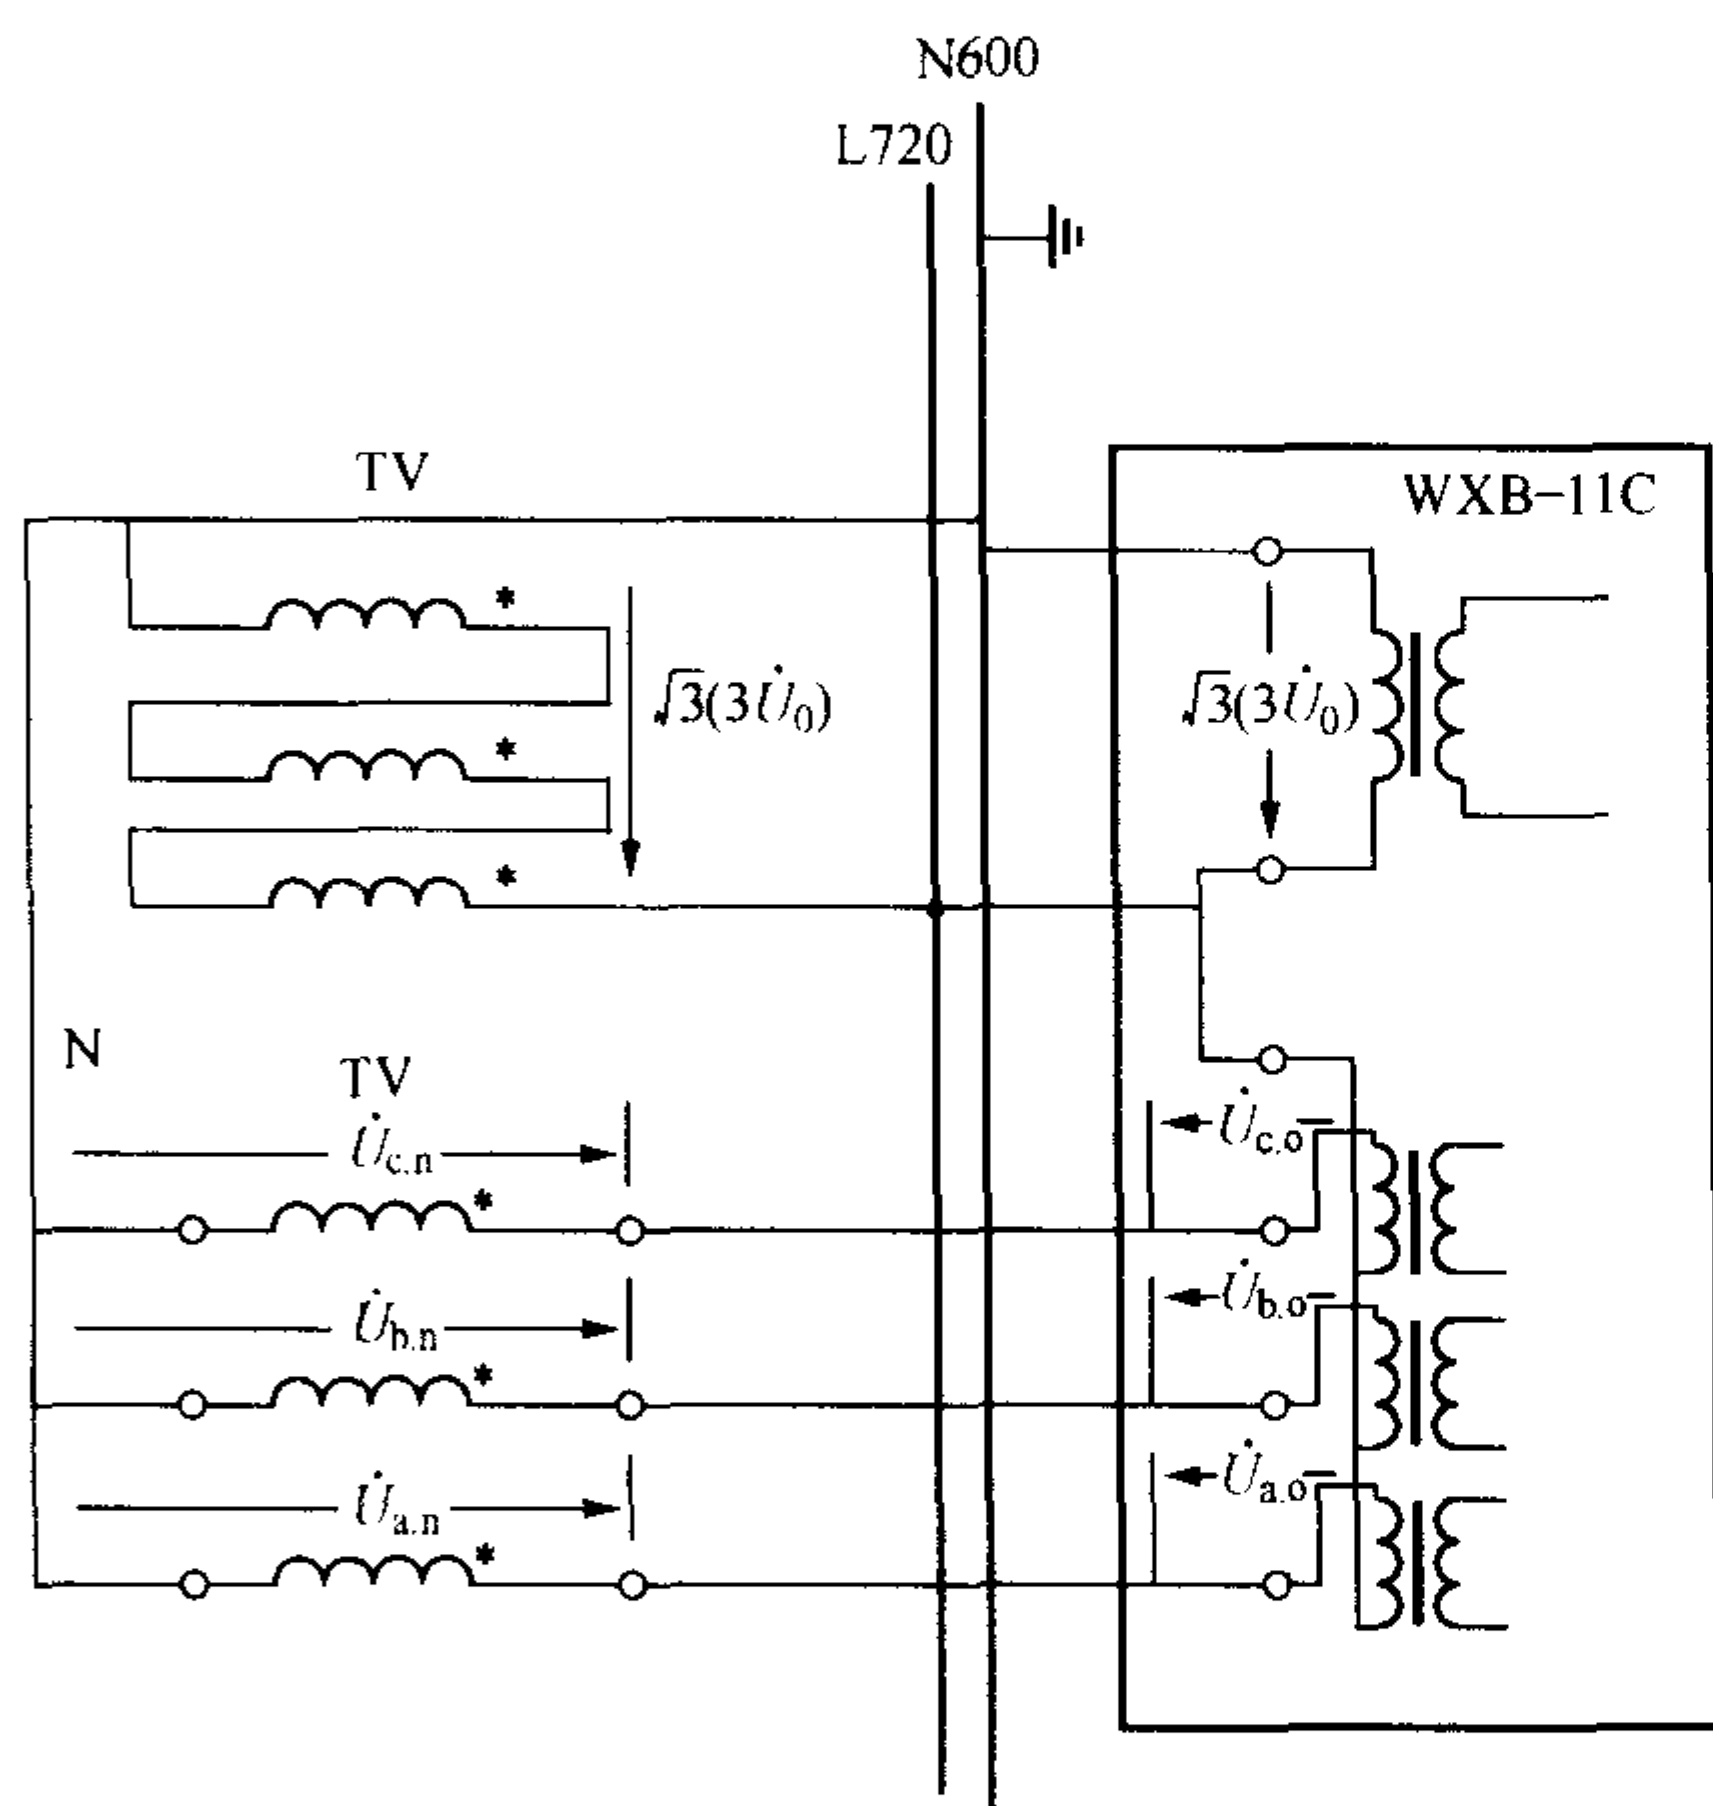 N600
L720
TV
WXB-11C
*
*
√3(3U̇₀)
√3(3U̇₀)
*
N
TV
U̇c.n
U̇c.o
*
U̇b.n
U̇b.o
*
U̇a.n
U̇a.o
*